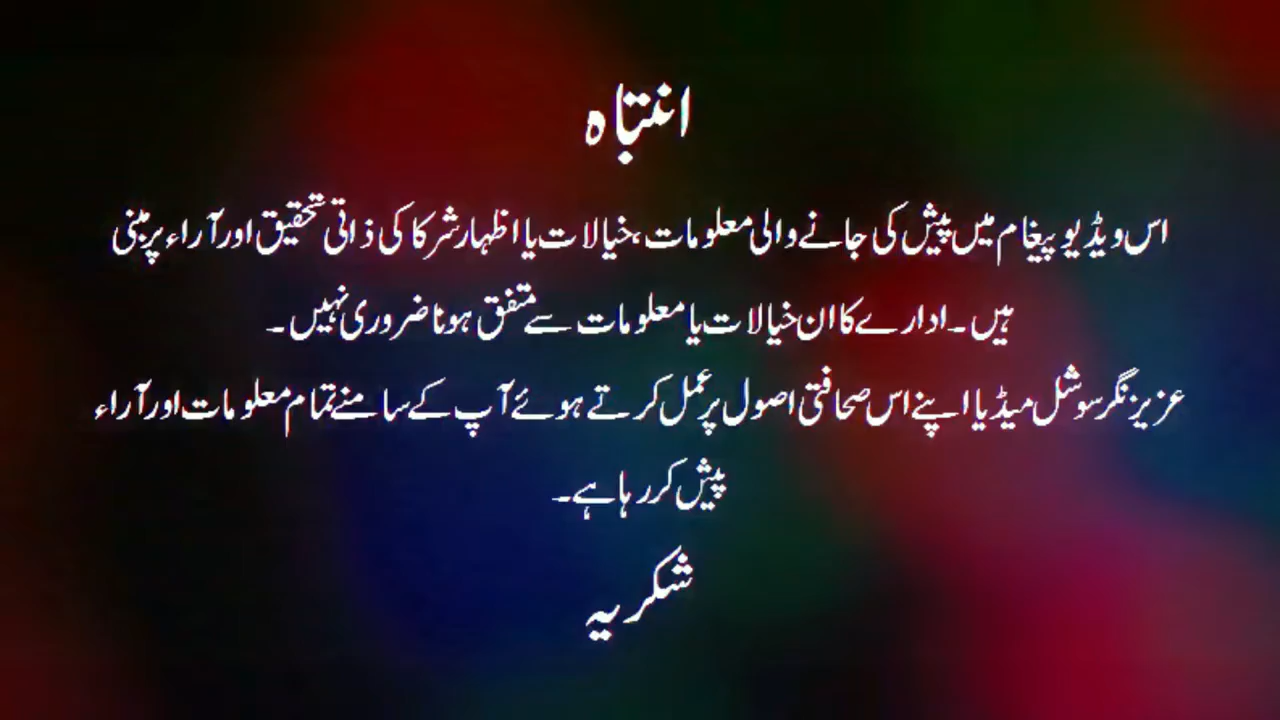 انتباہ
اس ویڈیو پیغام میں پیش کی جانے والی معلومات، خیالات یا اظہار شرکا کی ذاتی تحقیق اور آراء پر مبنی
ہیں۔ ادارے کا ان خیالات یا معلومات سے متفق ہونا ضروری نہیں۔
عزیز نگر سوشل میڈیا اپنے اس صحافتی اصول پر عمل کرتے ہوئے آپ کے سامنے تمام معلومات اور آراء
پیش کر رہا ہے۔
شکریہ